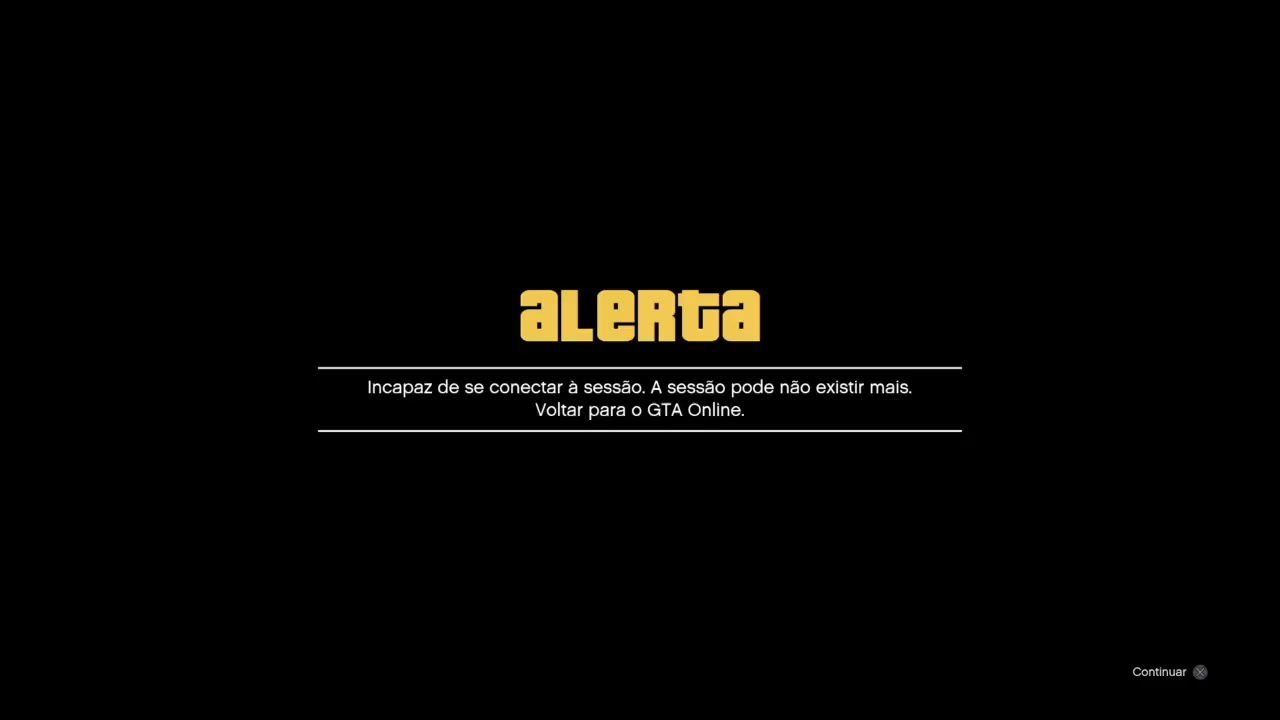 ALERTA
Incapaz de se conectar à sessão. A sessão pode não existir mais.
Voltar para o GTA Online.
Continuar